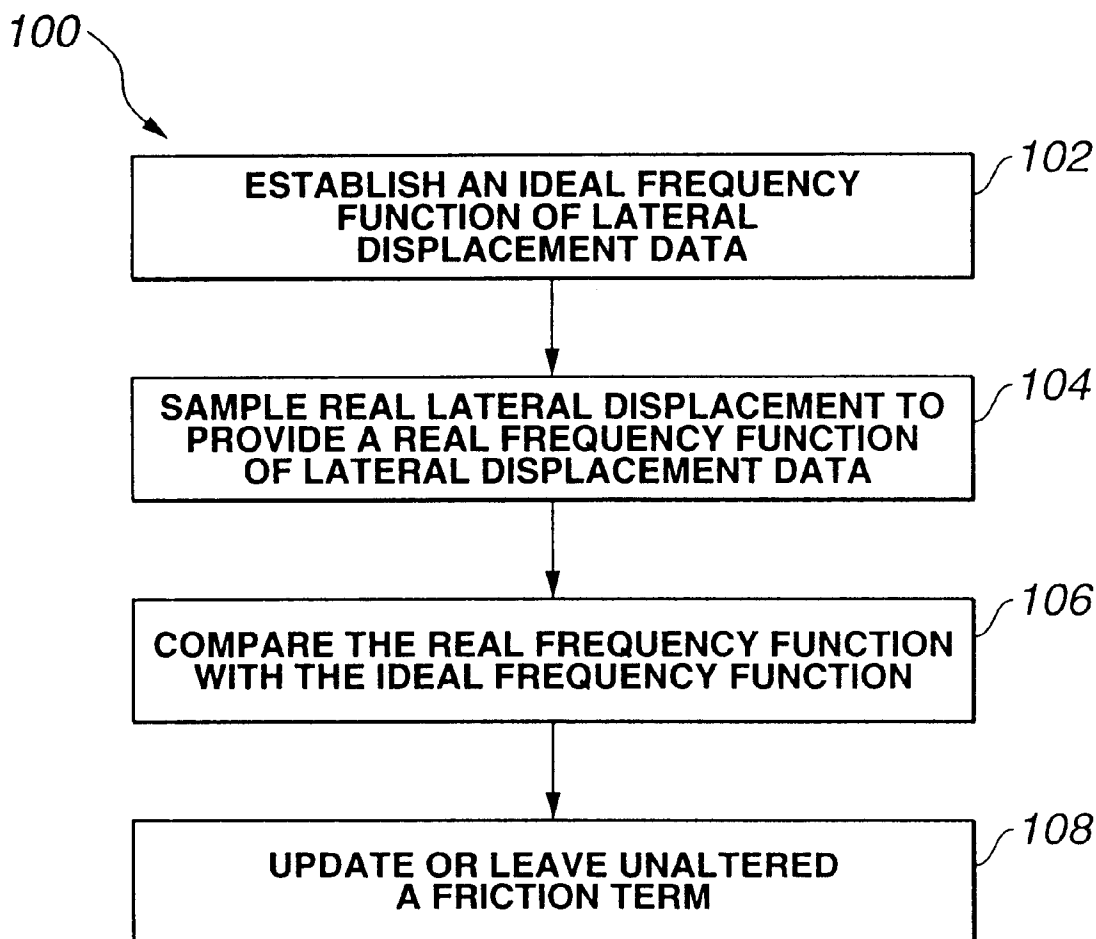 100
102
ESTABLISH AN IDEAL FREQUENCY
FUNCTION OF LATERAL
DISPLACEMENT DATA
104
SAMPLE REAL LATERAL DISPLACEMENT TO
PROVIDE A REAL FREQUENCY FUNCTION
OF LATERAL DISPLACEMENT DATA
106
COMPARE THE REAL FREQUENCY FUNCTION
WITH THE IDEAL FREQUENCY FUNCTION
108
UPDATE OR LEAVE UNALTERED
A FRICTION TERM